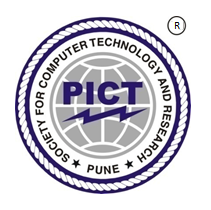 ®
SOCIETY FOR COMPUTER TECHNOLOGY AND RESEARCH
PICT
★ PUNE ★